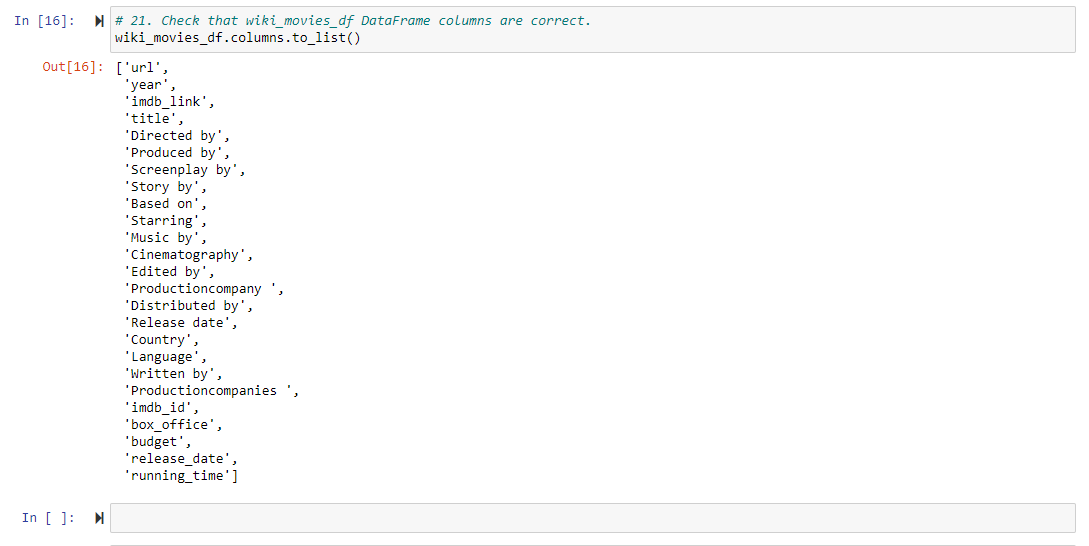 In [16]: # 21. Check that wiki_movies_df DataFrame columns are correct.
wiki_movies_df.columns.to_list()
Out[16]: ['url',
'year',
'imdb_link',
'title',
'Directed by',
'Produced by',
'Screenplay by',
'Story by',
'Based on',
'Starring',
'Music by',
'Cinematography',
'Edited by',
'Productioncompany ',
'Distributed by',
'Release date',
'Country',
'Language',
'Written by',
'Productioncompanies ',
'imdb_id',
'box_office',
'budget',
'release_date',
'running_time']
In [ ]: